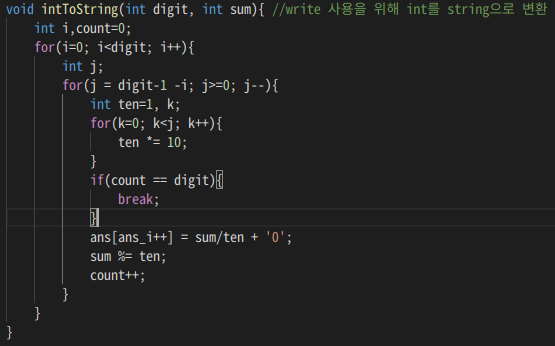 void intToString(int digit, int sum){ //write 사용을 위해 int를 string으로 변환
    int i,count=0;
    for(i=0; i<digit; i++){
        int j;
        for(j = digit-1 -i; j>=0; j--){
            int ten=1, k;
            for(k=0; k<j; k++){
                ten *= 10;
            }
            if(count == digit){
                break;
            }
            ans[ans_i++] = sum/ten + '0';
            sum %= ten;
            count++;
        }
    }
}